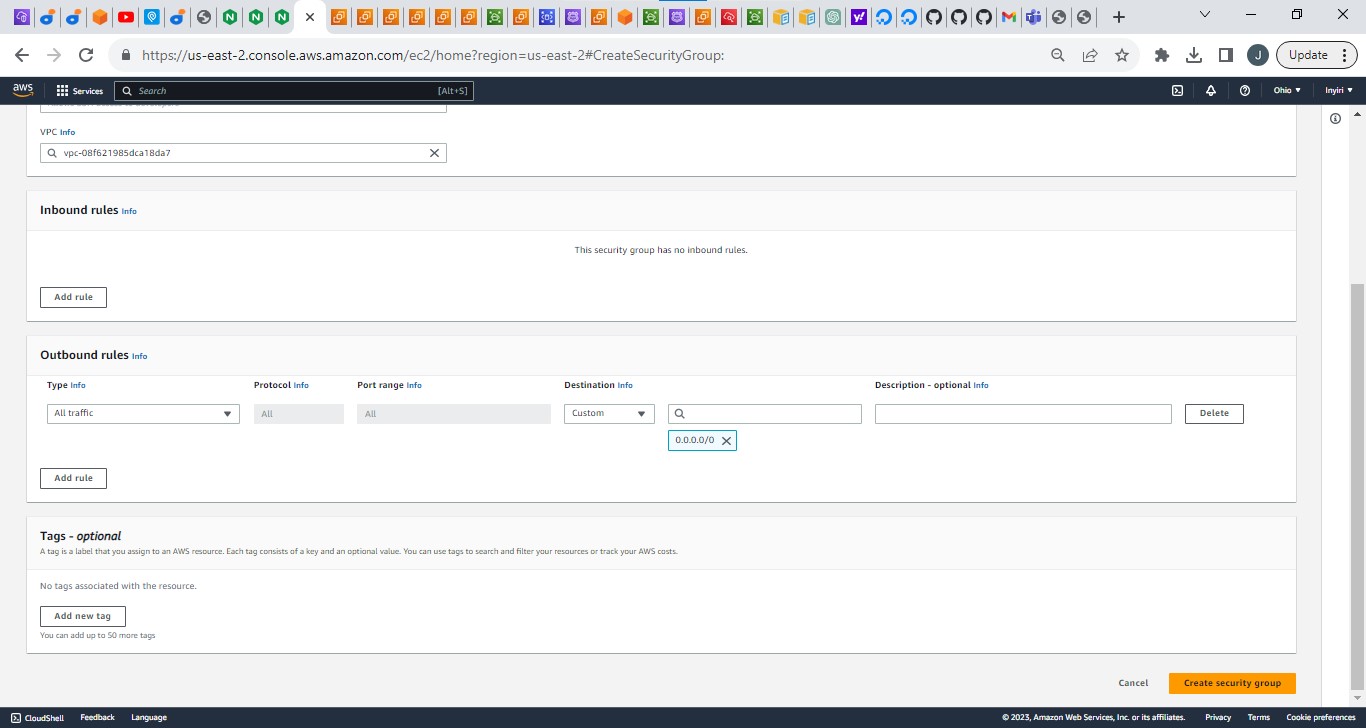 https://us-east-2.console.aws.amazon.com/ec2/home?region=us-east-2#CreateSecurityGroup:
J
Update
aws
Services
Search
[Alt+S]
Ohio
Inyiri
VPC Info
vpc-08f621985dca18da7
Inbound rules Info
This security group has no inbound rules.
Add rule
Outbound rules Info
Type Info
Protocol Info
Port range Info
Destination Info
Description - optional Info
All traffic
All
All
Custom
Delete
0.0.0.0/0
Add rule
Tags - optional
A tag is a label that you assign to an AWS resource. Each tag consists of a key and an optional value. You can use tags to search and filter your resources or track your AWS costs.
No tags associated with the resource.
Add new tag
You can add up to 50 more tags
Cancel
Create security group
CloudShell
Feedback
Language
© 2023, Amazon Web Services, Inc. or its affiliates.
Privacy
Terms
Cookie preferences